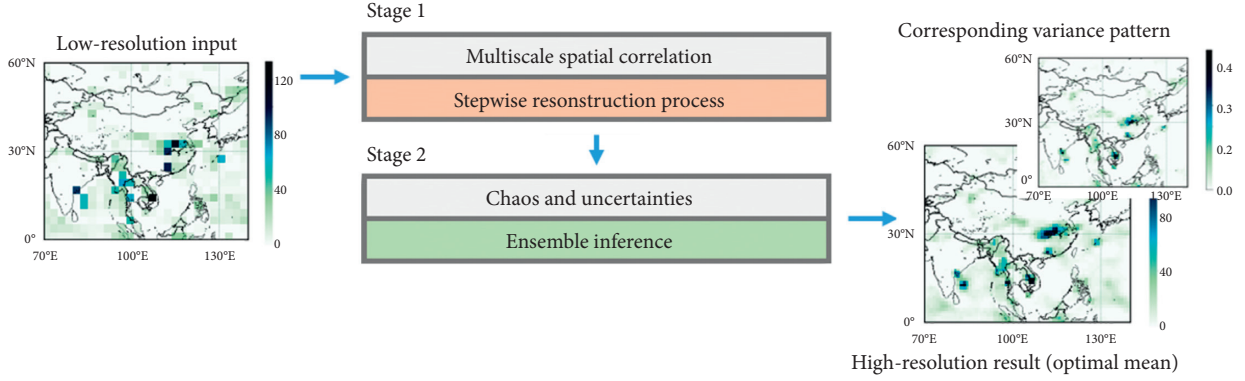 Low-resolution input
60°N
30°N
0°
70°E
100°E
130°E
120
80
40
0
Stage 1
Multiscale spatial correlation
Stepwise resonstruction process
Stage 2
Chaos and uncertainties
Ensemble inference
Corresponding variance pattern
60°N
30°N
0°
70°E
100°E
130°E
0.4
0.3
0.2
0.0
60°N
30°N
0°
70°E
100°E
130°E
80
40
0
High-resolution result (optimal mean)